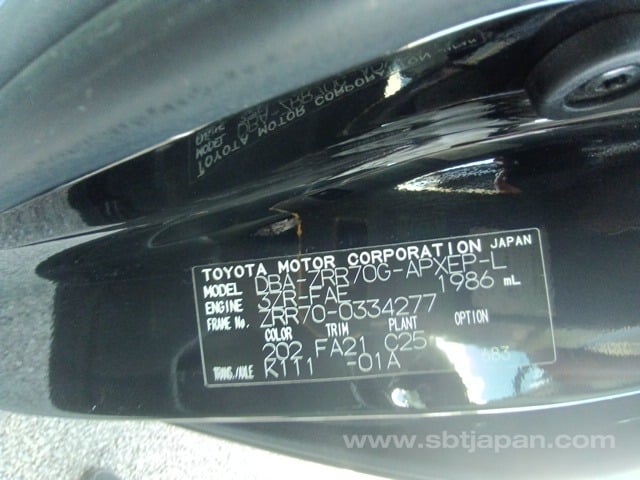 TOYOTA MOTOR CORPORATION JAPAN
MODEL DBA-ZRR70G-APXEP-L
ENGINE 3ZR-FAE 1986 mL
FRAME No. ZRR70-0334277
COLOR TRIM PLANT OPTION
202 FA21 C25 683
TRANS./AXLE K111 -01A
www.sbtjapan.com